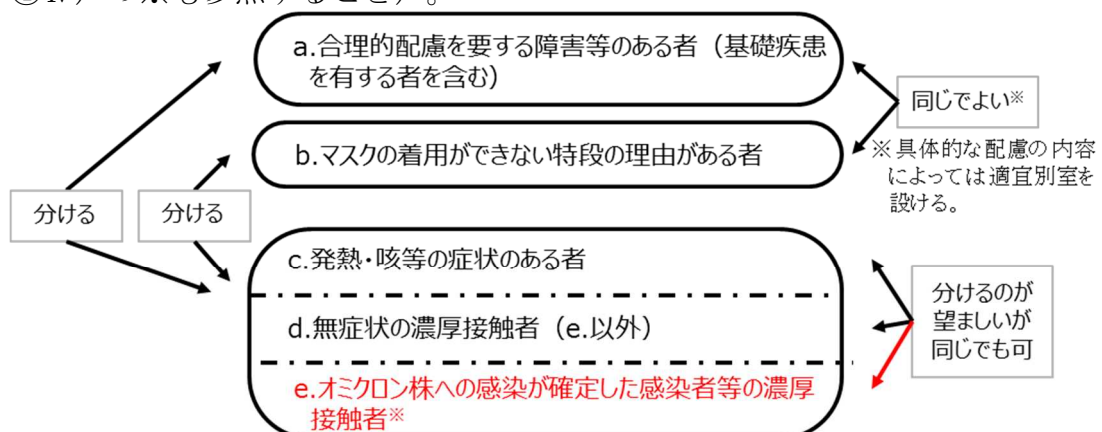 a.合理的配慮を要する障害等のある者（基礎疾患
を有する者を含む）
同じでよい※
b.マスクの着用ができない特段の理由がある者
※具体的な配慮の内容
によっては適宜別室を
設ける。
分ける
分ける
c.発熱・咳等の症状のある者
d.無症状の濃厚接触者（e.以外）
分けるのが
望ましいが
同じでも可
e.オミクロン株への感染が確定した感染者等の濃厚
接触者※